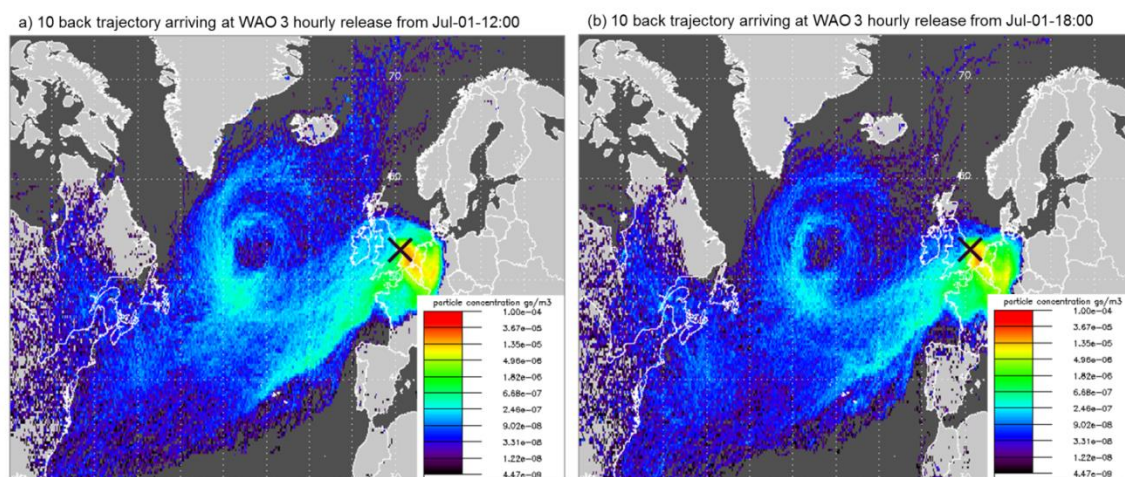 a) 10 back trajectory arriving at WAO 3 hourly release from Jul-01-12:00
70
particle concentration gs/m3
1.00e-04
3.67e-05
1.35e-05
4.96e-06
1.82e-06
6.68e-07
2.46e-07
9.02e-08
3.31e-08
1.22e-08
4.47e-09
(b) 10 back trajectory arriving at WAO 3 hourly release from Jul-01-18:00
70
particle concentration gs/m3
1.00e-04
3.67e-05
1.35e-05
4.96e-06
1.82e-06
6.68e-07
2.46e-07
9.02e-08
3.31e-08
1.22e-08
4.47e-09